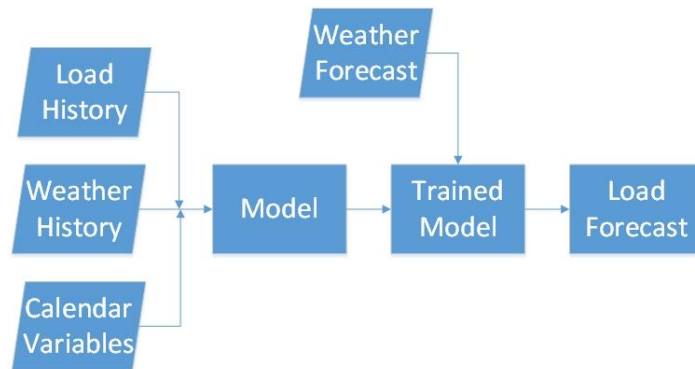 Load
History
Weather
History
Calendar
Variables
Model
Weather
Forecast
Trained
Model
Load
Forecast